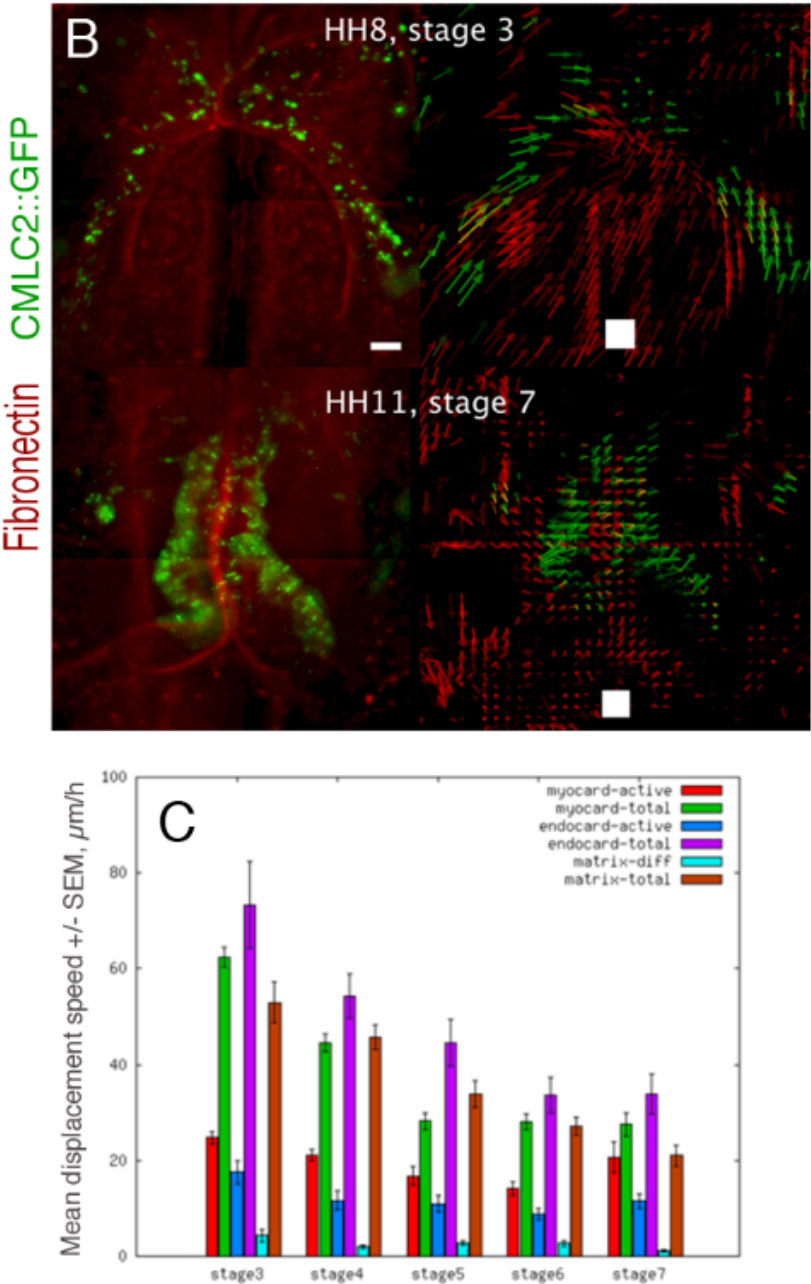 B
HH8, stage 3
CMLC2::GFP
HH11, stage 7
Fibronectin
C
Mean displacement speed +/- SEM, µm/h
100
80
60
40
20
0
myocard-active
myocard-total
endocard-active
endocard-total
matrix-diff
matrix-total
stage3 stage4 stage5 stage6 stage7